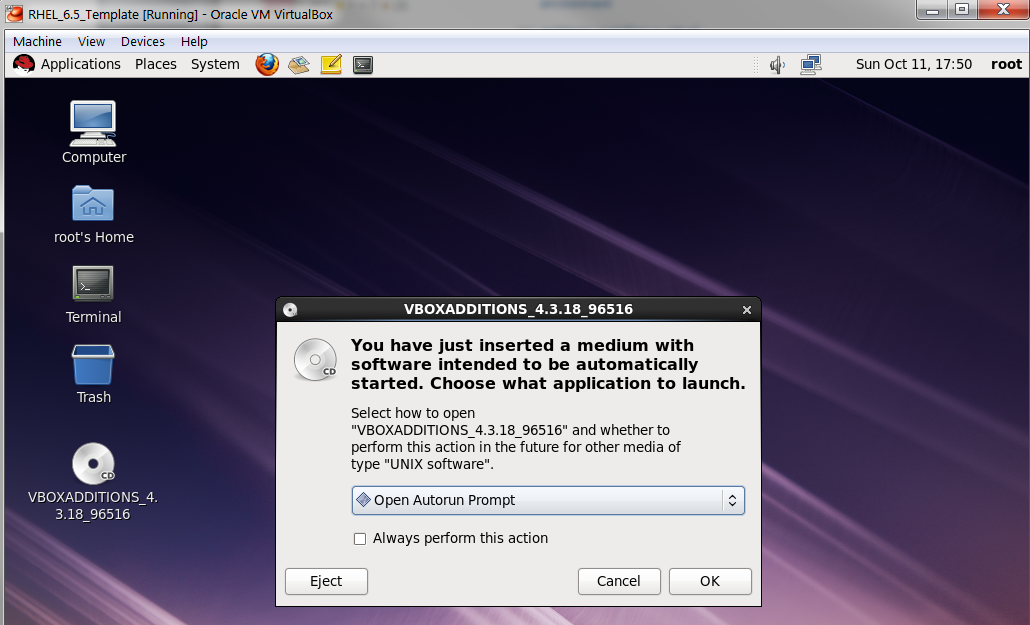 RHEL_6.5_Template [Running] - Oracle VM VirtualBox
Machine View Devices Help
Applications Places System
Sun Oct 11, 17:50 root
Computer
root's Home
Terminal
Trash
CD
VBOXADDITIONS_4.
3.18_96516
VBOXADDITIONS_4.3.18_96516
CD
You have just inserted a medium with
software intended to be automatically
started. Choose what application to launch.
Select how to open
"VBOXADDITIONS_4.3.18_96516" and whether to
perform this action in the future for other media of
type "UNIX software".
Open Autorun Prompt
Always perform this action
Eject Cancel OK